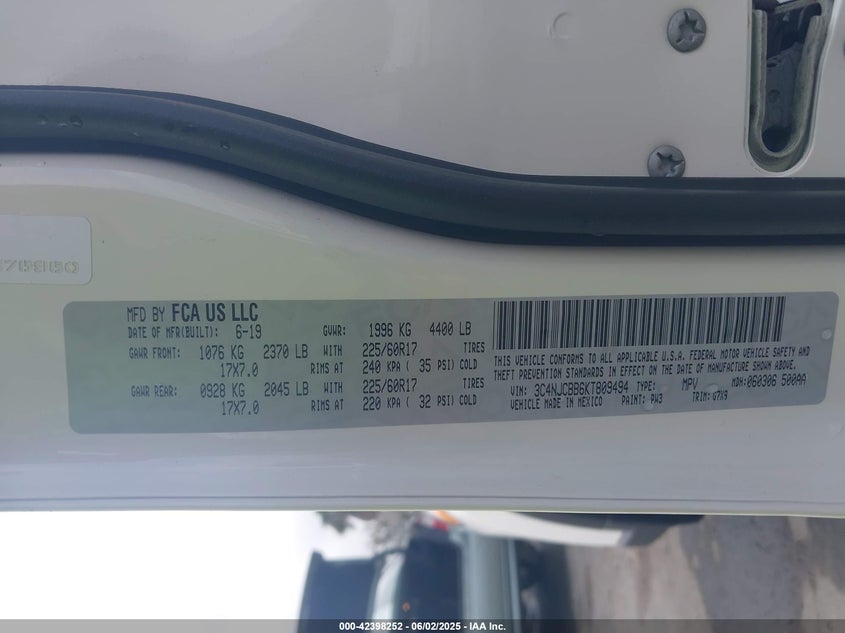 MFD BY FCA US LLC
DATE OF MFR(BUILT): 6-19 GVWR: 1996 KG 4400 LB
GAWR FRONT: 1076 KG 2370 LB WITH 225/60R17 TIRES
17X7.0 RIMS AT 240 KPA ( 35 PSI) COLD
GAWR REAR: 0928 KG 2045 LB WITH 225/60R17 TIRES
17X7.0 RIMS AT 220 KPA ( 32 PSI) COLD
THIS VEHICLE CONFORMS TO ALL APPLICABLE U.S.A. FEDERAL MOTOR VEHICLE SAFETY AND
THEFT PREVENTION STANDARDS IN EFFECT ON THE DATE OF MANUFACTURE SHOWN ABOVE.
VIN: 3C4NJCBB6KT809494 TYPE: MPV MDH: 060306 500AA
VEHICLE MADE IN MEXICO PAINT: PW3 TRIM: G7X9
000-42398252 - 06/02/2025 - IAA Inc.